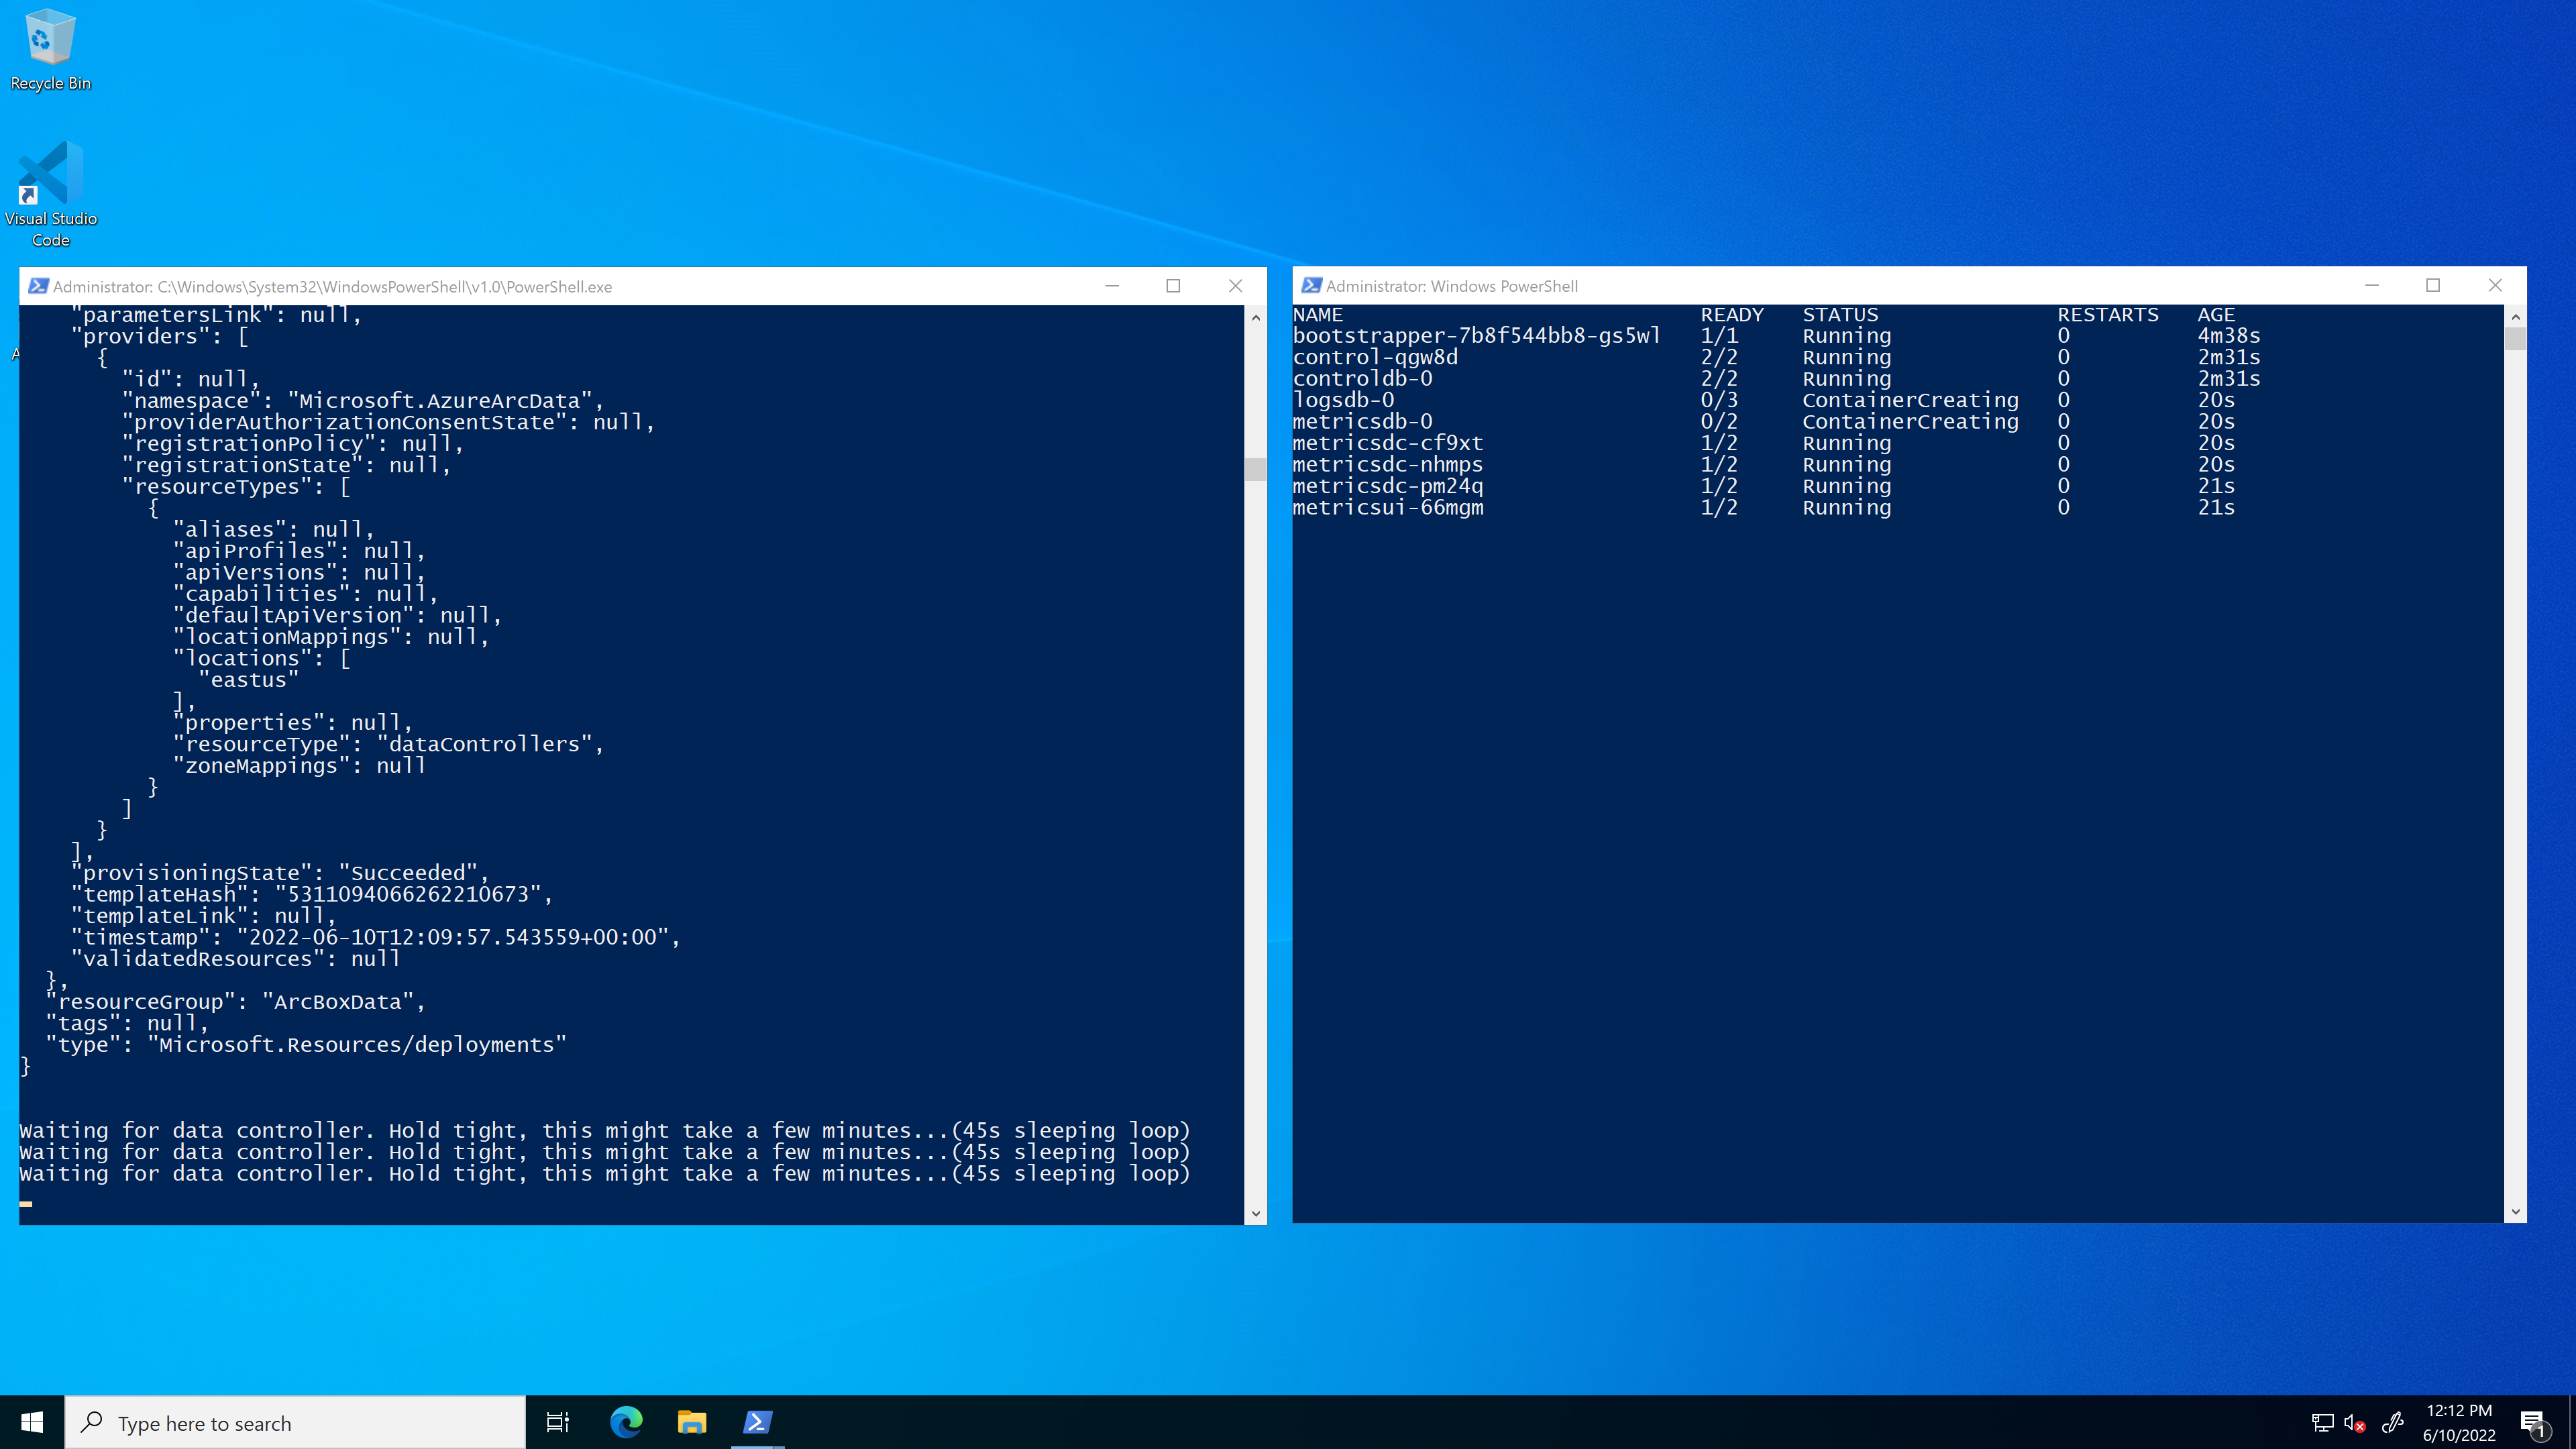 Recycle Bin
Visual Studio
Code
A
Administrator: C:\Windows\System32\WindowsPowerShell\v1.0\PowerShell.exe
"parametersLink": null,
"providers": [
{
"id": null,
"namespace": "Microsoft.AzureArcData",
"providerAuthorizationConsentState": null,
"registrationPolicy": null,
"registrationState": null,
"resourceTypes": [
{
"aliases": null,
"apiProfiles": null,
"apiVersions": null,
"capabilities": null,
"defaultApiVersion": null,
"locationMappings": null,
"locations": [
"eastus"
],
"properties": null,
"resourceType": "dataControllers",
"zoneMappings": null
}
]
}
],
"provisioningState": "Succeeded",
"templateHash": "5311094066262210673",
"templateLink": null,
"timestamp": "2022-06-10T12:09:57.543559+00:00",
"validatedResources": null
},
"resourceGroup": "ArcBoxData",
"tags": null,
"type": "Microsoft.Resources/deployments"
}
Waiting for data controller. Hold tight, this might take a few minutes...(45s sleeping loop)
Waiting for data controller. Hold tight, this might take a few minutes...(45s sleeping loop)
Waiting for data controller. Hold tight, this might take a few minutes...(45s sleeping loop)
Administrator: Windows PowerShell
NAME READY STATUS RESTARTS AGE
bootstrapper-7b8f544bb8-gs5wl 1/1 Running 0 4m38s
control-qgw8d 2/2 Running 0 2m31s
controldb-0 2/2 Running 0 2m31s
logsdb-0 0/3 ContainerCreating 0 20s
metricsdb-0 0/2 ContainerCreating 0 20s
metricsdc-cf9xt 1/2 Running 0 20s
metricsdc-nhmps 1/2 Running 0 20s
metricsdc-pm24q 1/2 Running 0 21s
metricsui-66mgm 1/2 Running 0 21s
Type here to search
12:12 PM
6/10/2022
1